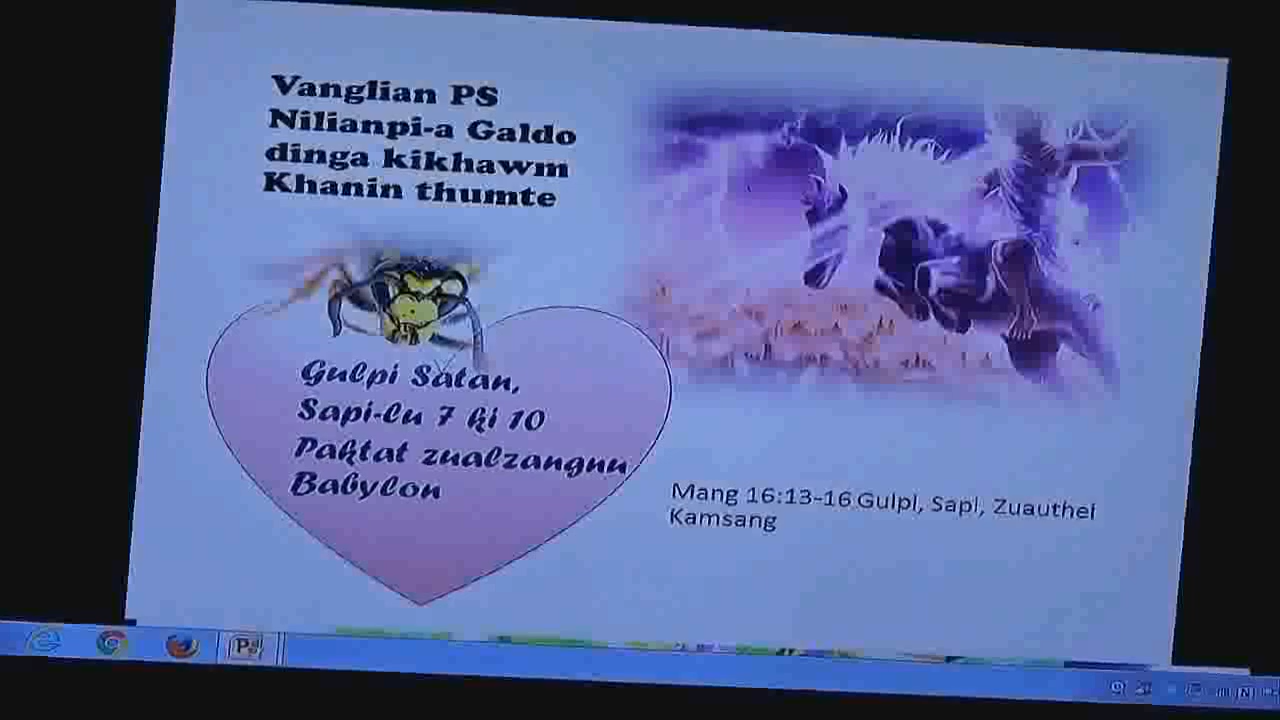 Vanglian PS
Nilianpi-a Galdo
dinga kikhawm
Khanin thumte
Gulpi Satan,
Sapi-lu 7 ki 10
Paktat zualzangnu
Babylon
Mang 16:13-16 Gulpi, Sapi, Zuauthei
Kamsang